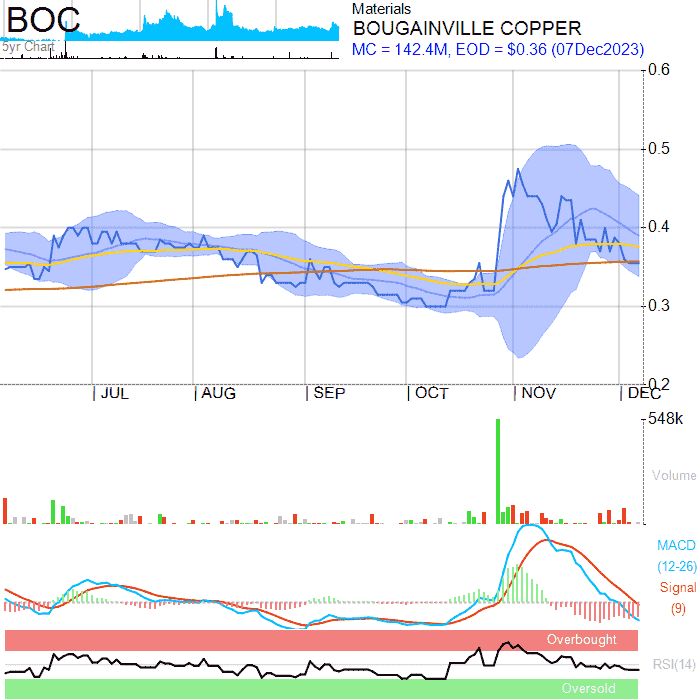 BOC
5yr Chart
Materials
BOUGAINVILLE COPPER
MC = 142.4M, EOD = $0.36 (07Dec2023)
0.6
0.5
0.4
0.3
0.2
JUL AUG SEP OCT NOV DEC
548k
Volume
MACD
(12-26)
Signal
(9)
Overbought
RSI(14)
Oversold